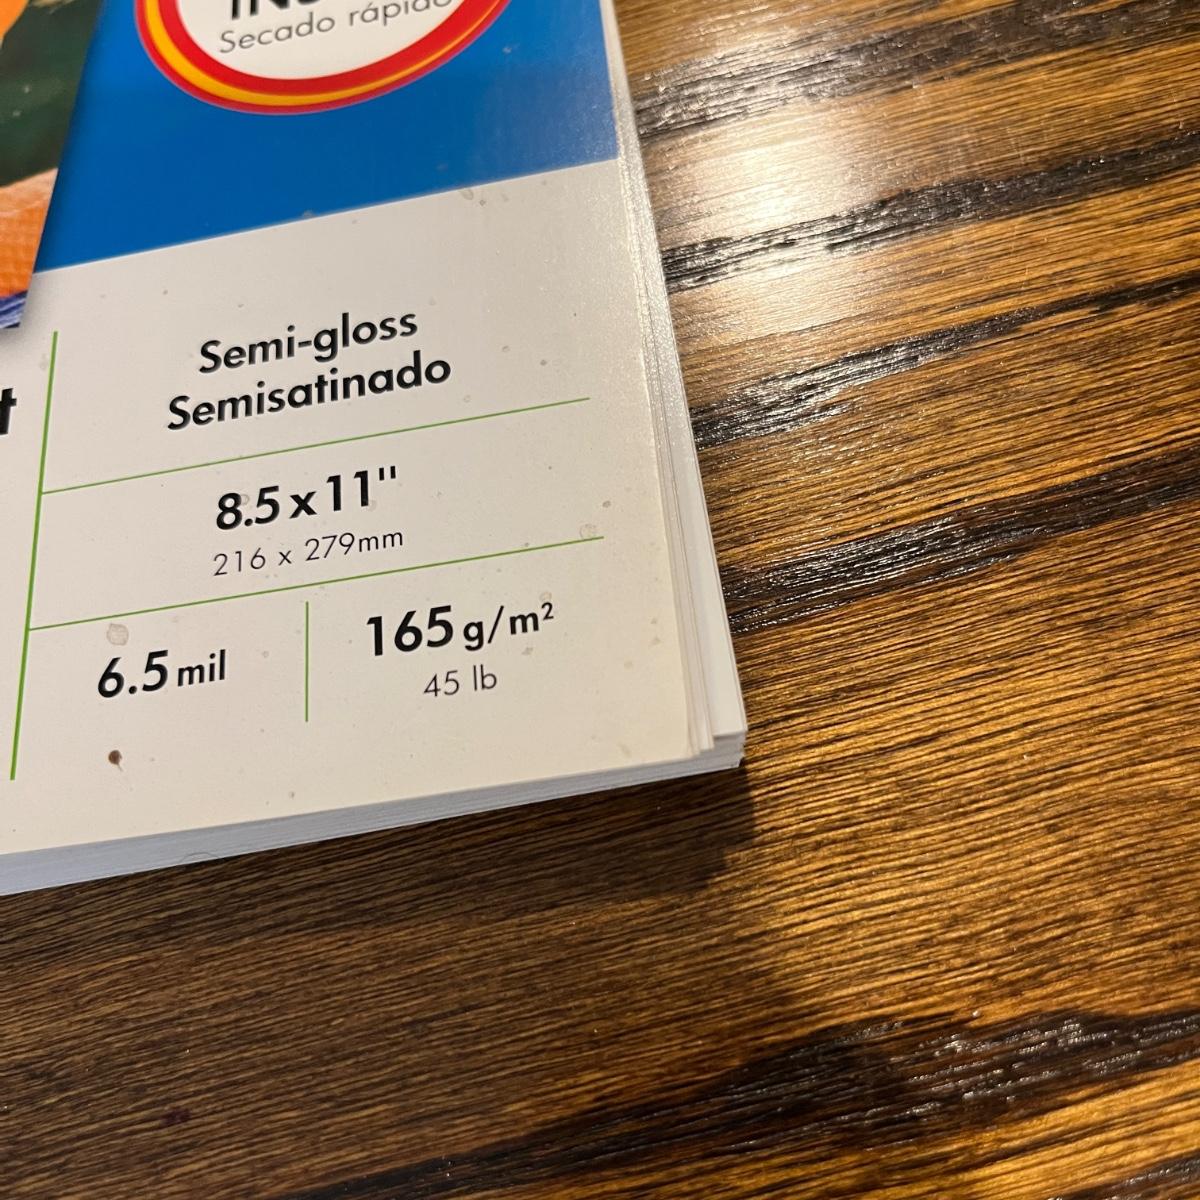 Secado rápido
Semi-gloss
Semisatinado
8.5 x 11"
216 x 279mm
6.5 mil
165 g/m²
45 lb